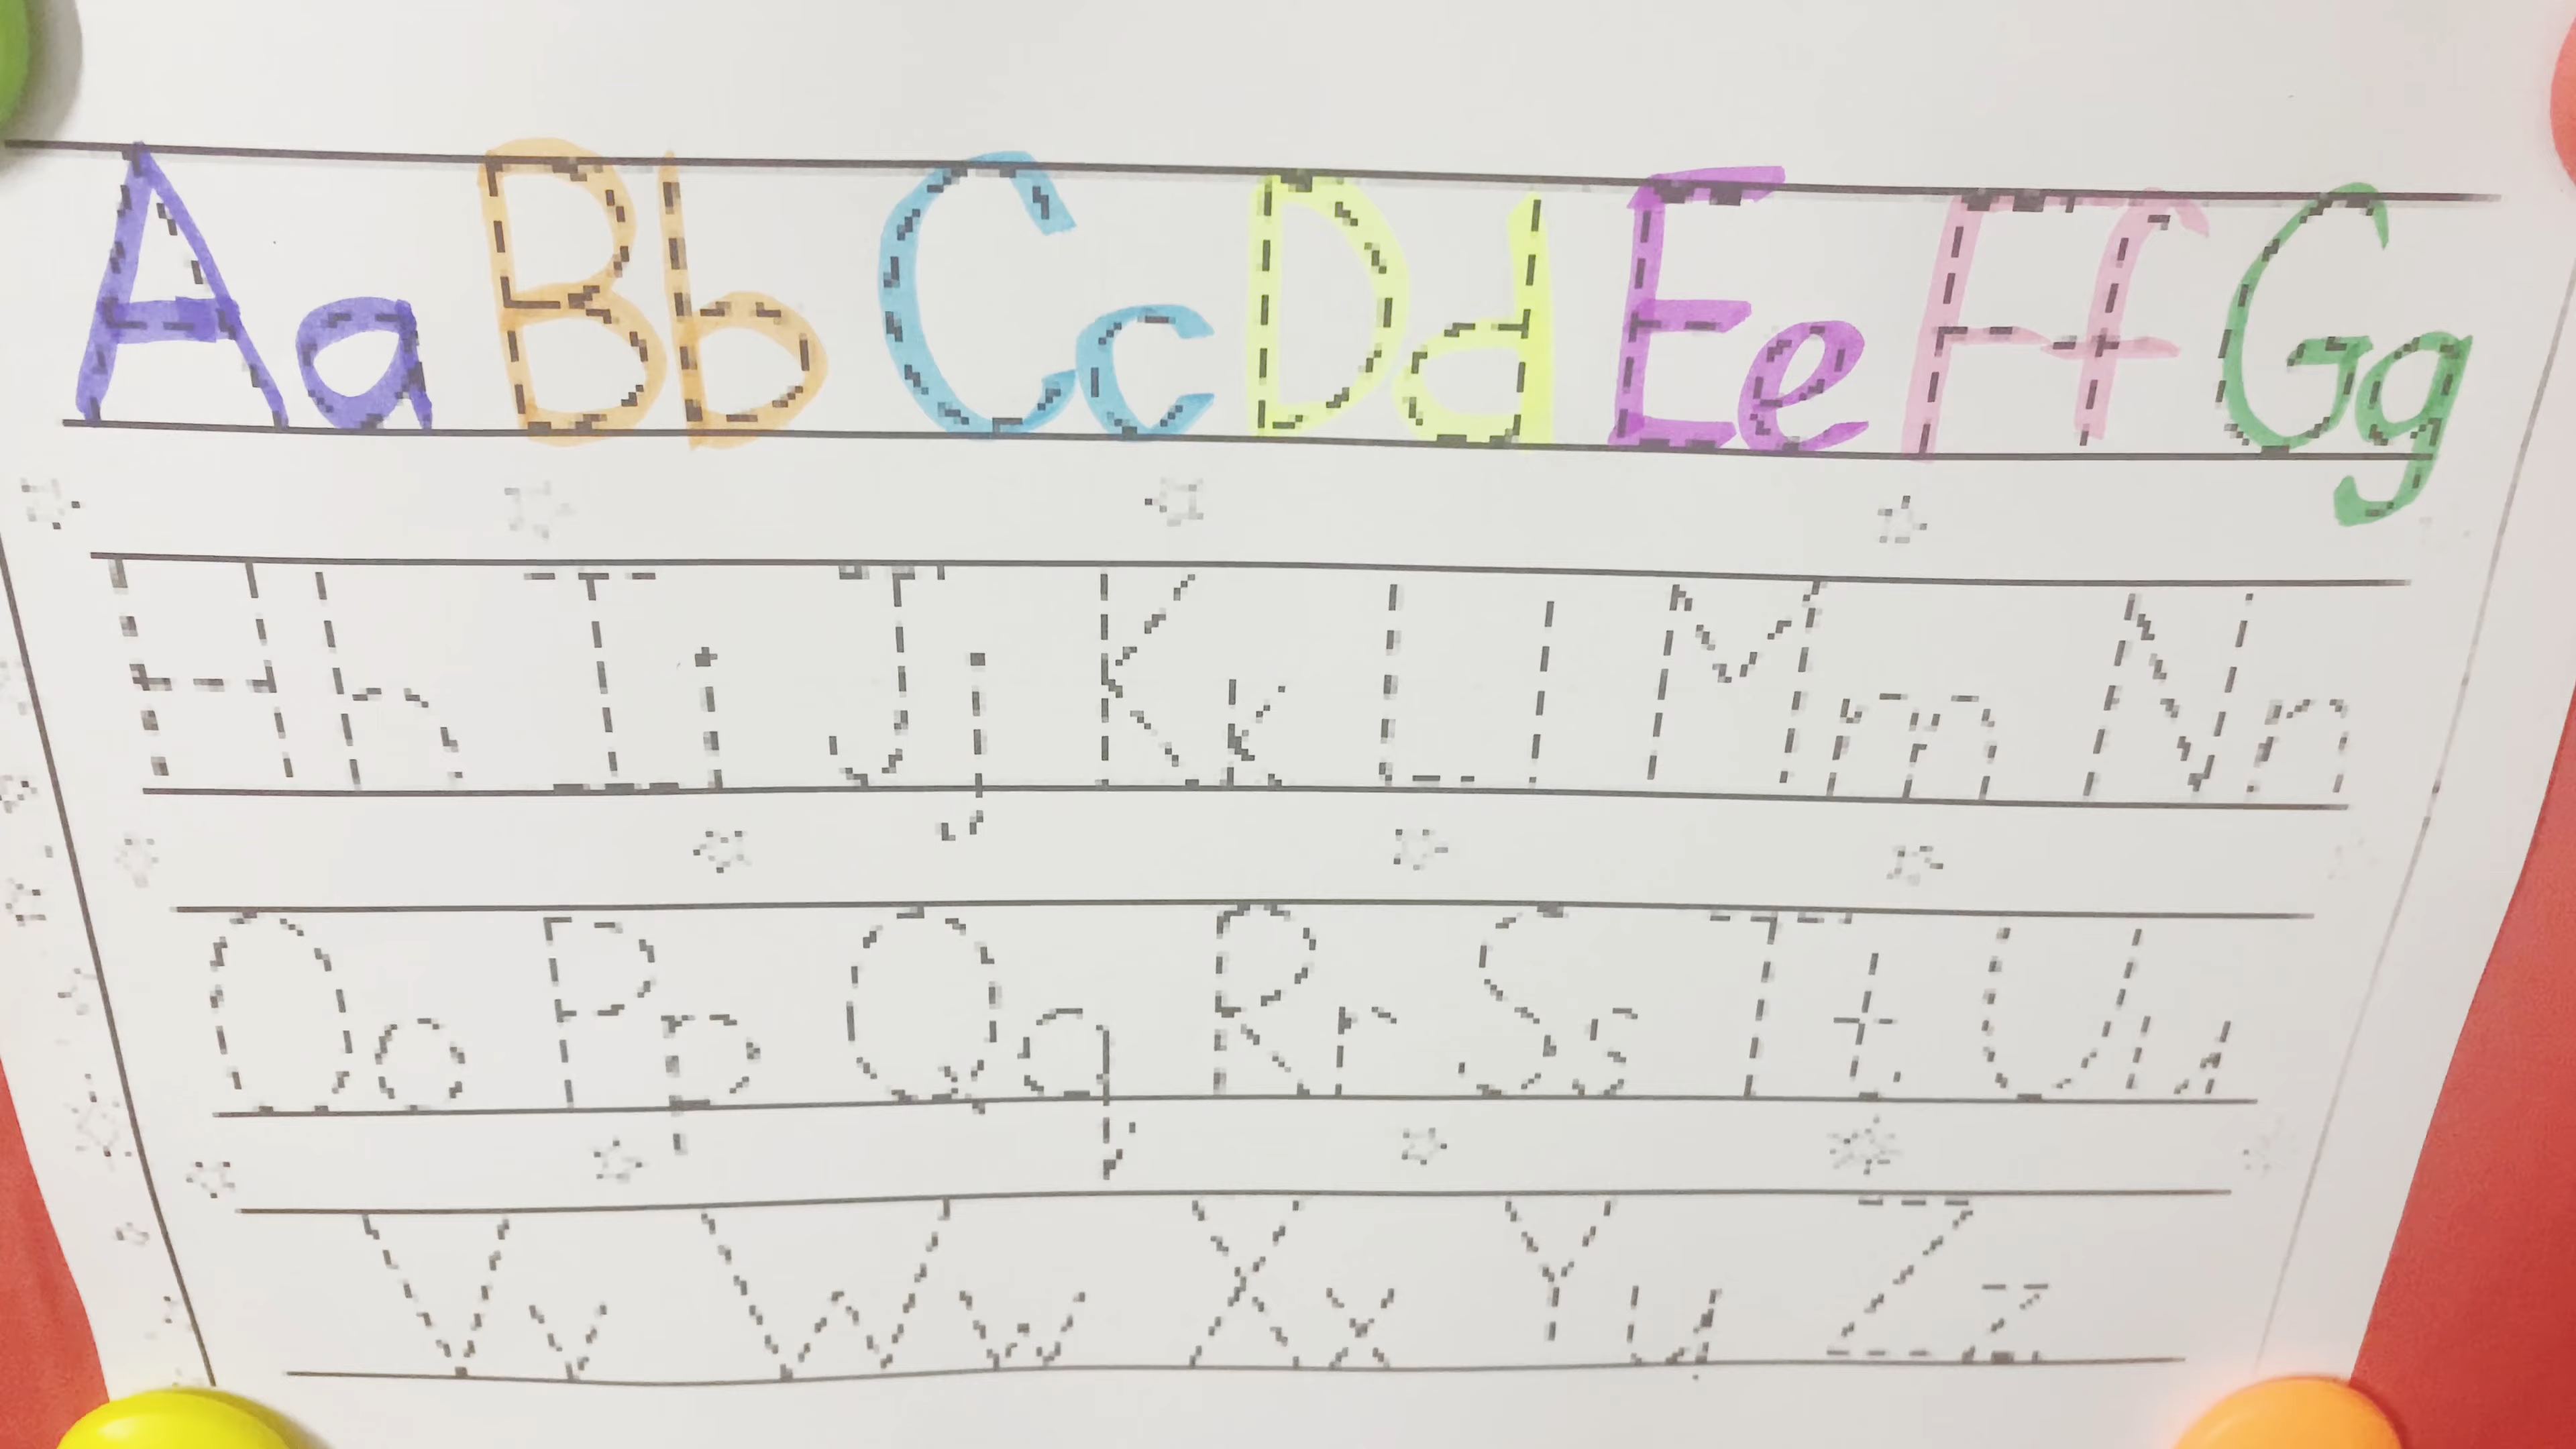 Aa Bb Cc Dd Ee Ff Gg
Hh Ii Jj Kk Ll Mm Nn
Oo Pp Qq Rr Ss Tt Uu
Vv Ww Xx Yy Zz